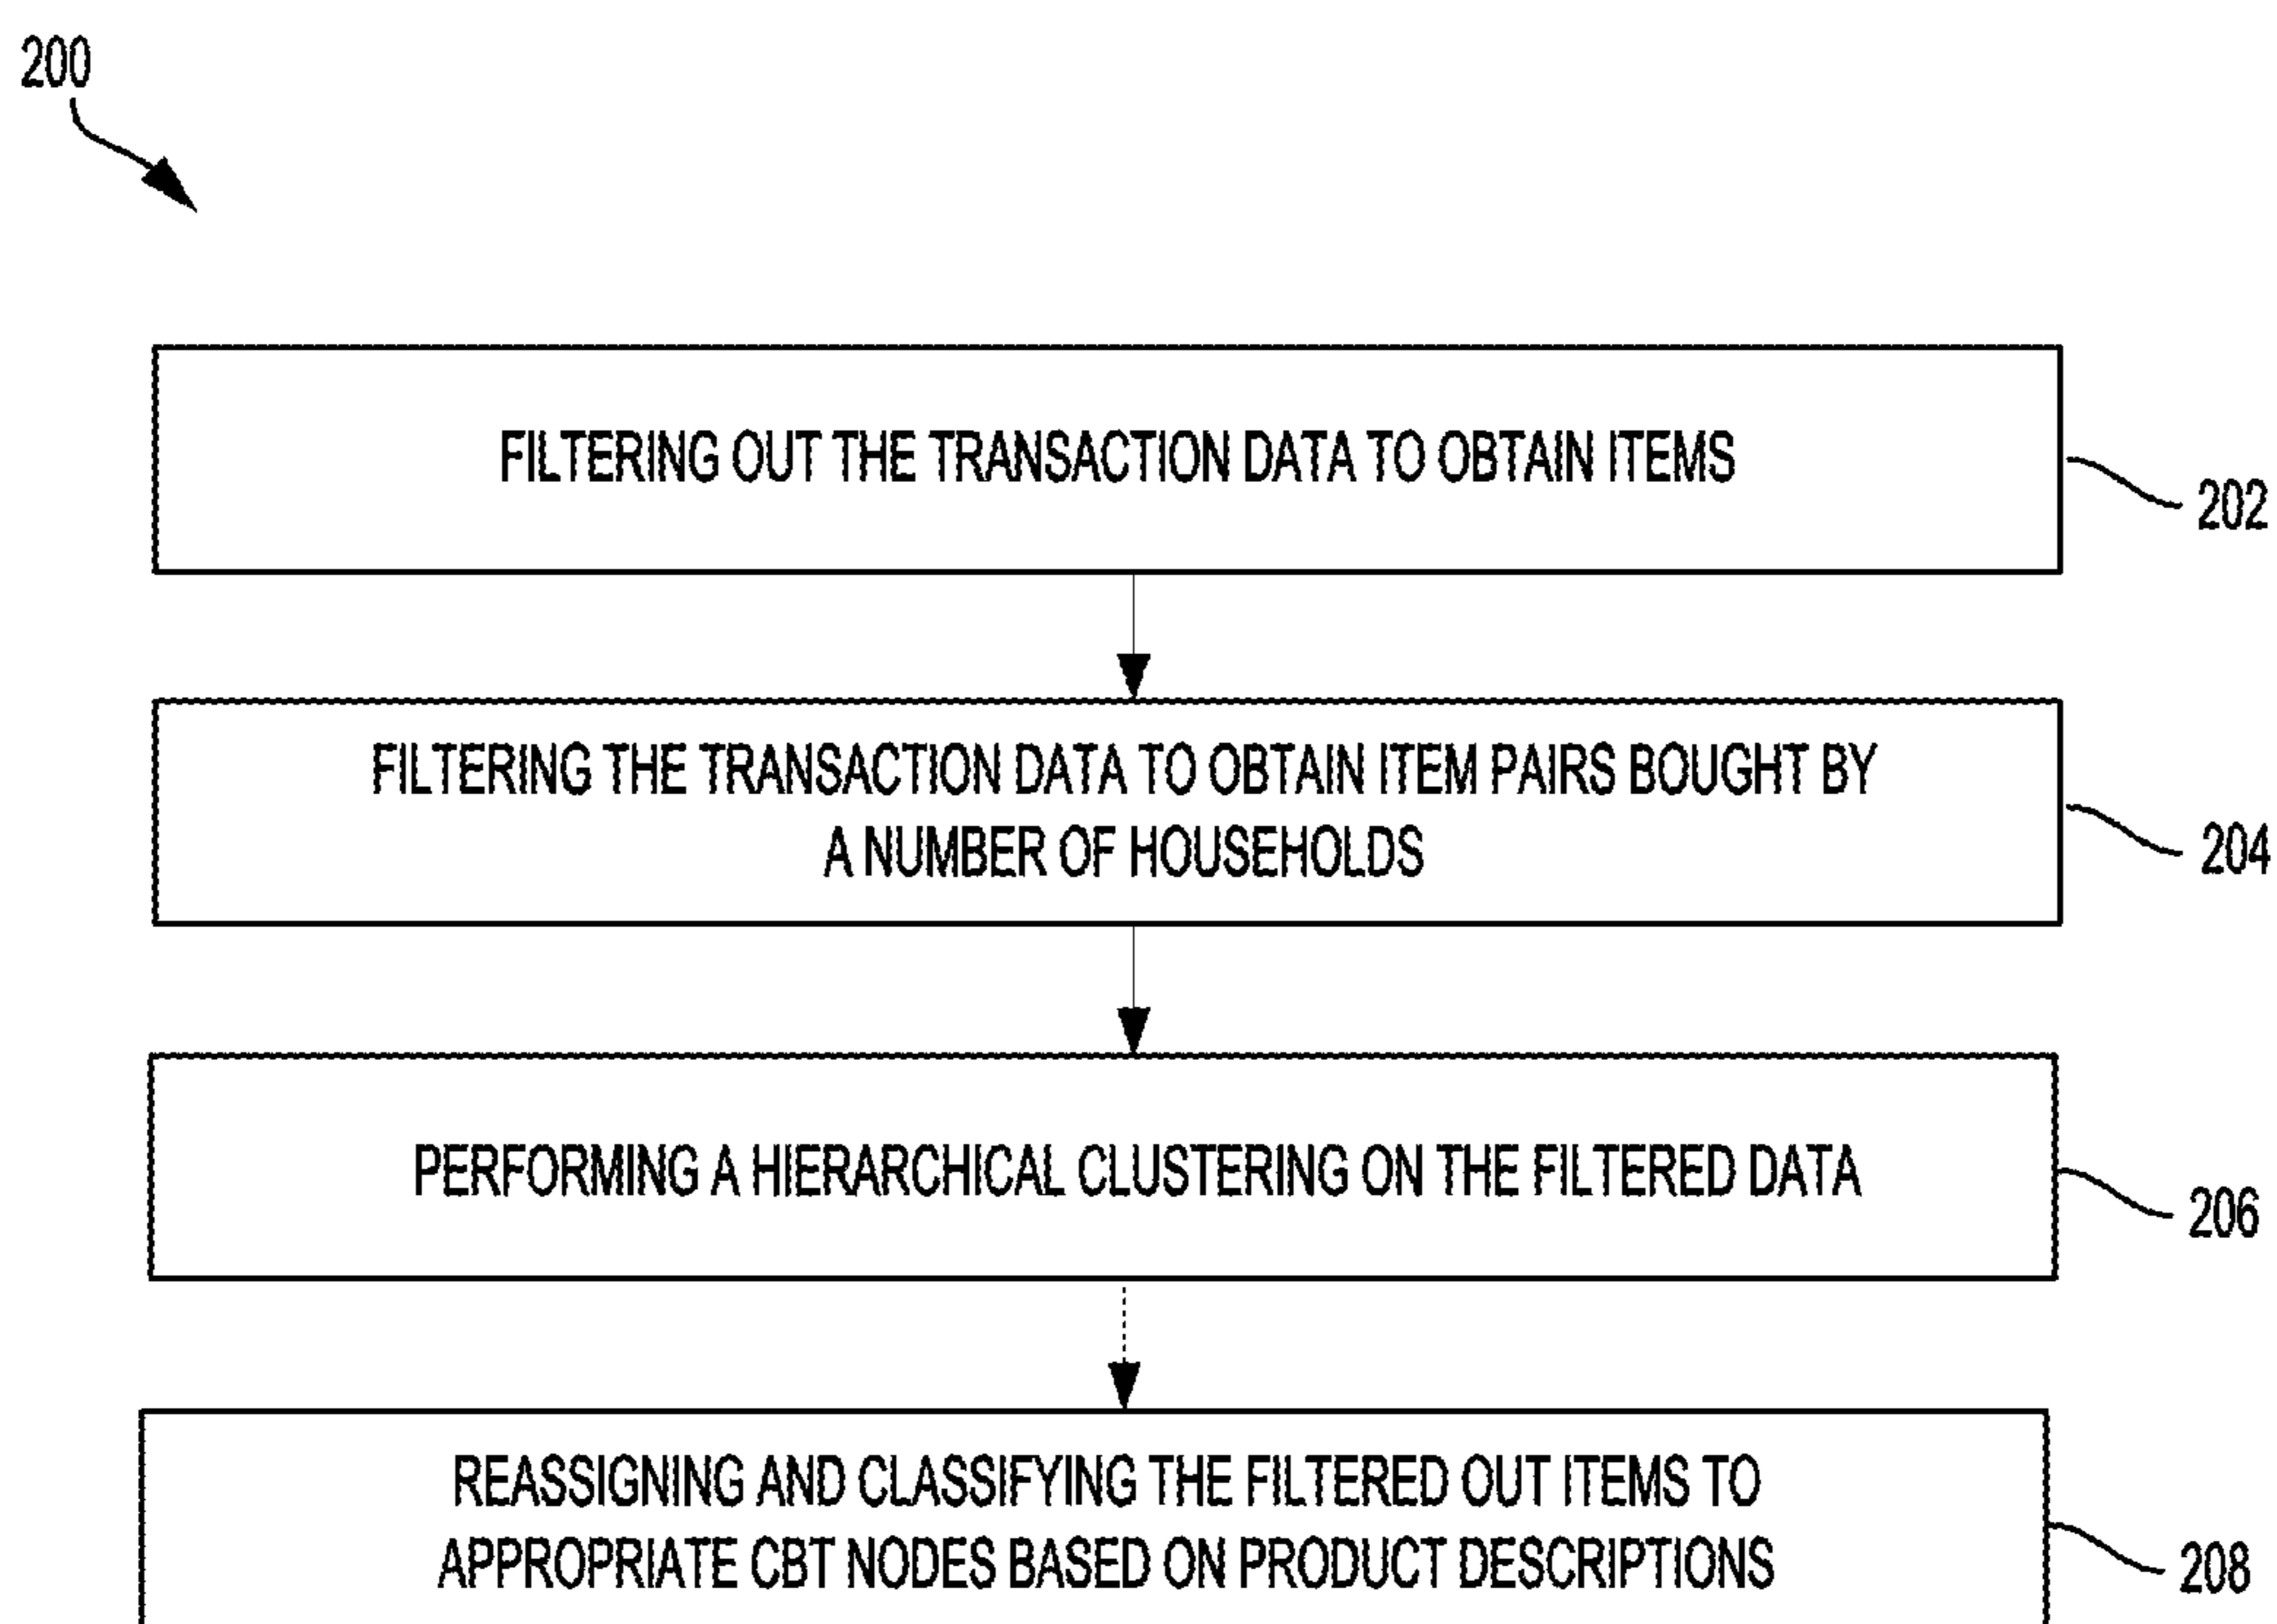 200
FILTERING OUT THE TRANSACTION DATA TO OBTAIN ITEMS
202
FILTERING THE TRANSACTION DATA TO OBTAIN ITEM PAIRS BOUGHT BY
A NUMBER OF HOUSEHOLDS
204
PERFORMING A HIERARCHICAL CLUSTERING ON THE FILTERED DATA
206
REASSIGNING AND CLASSIFYING THE FILTERED OUT ITEMS TO
APPROPRIATE CBT NODES BASED ON PRODUCT DESCRIPTIONS
208